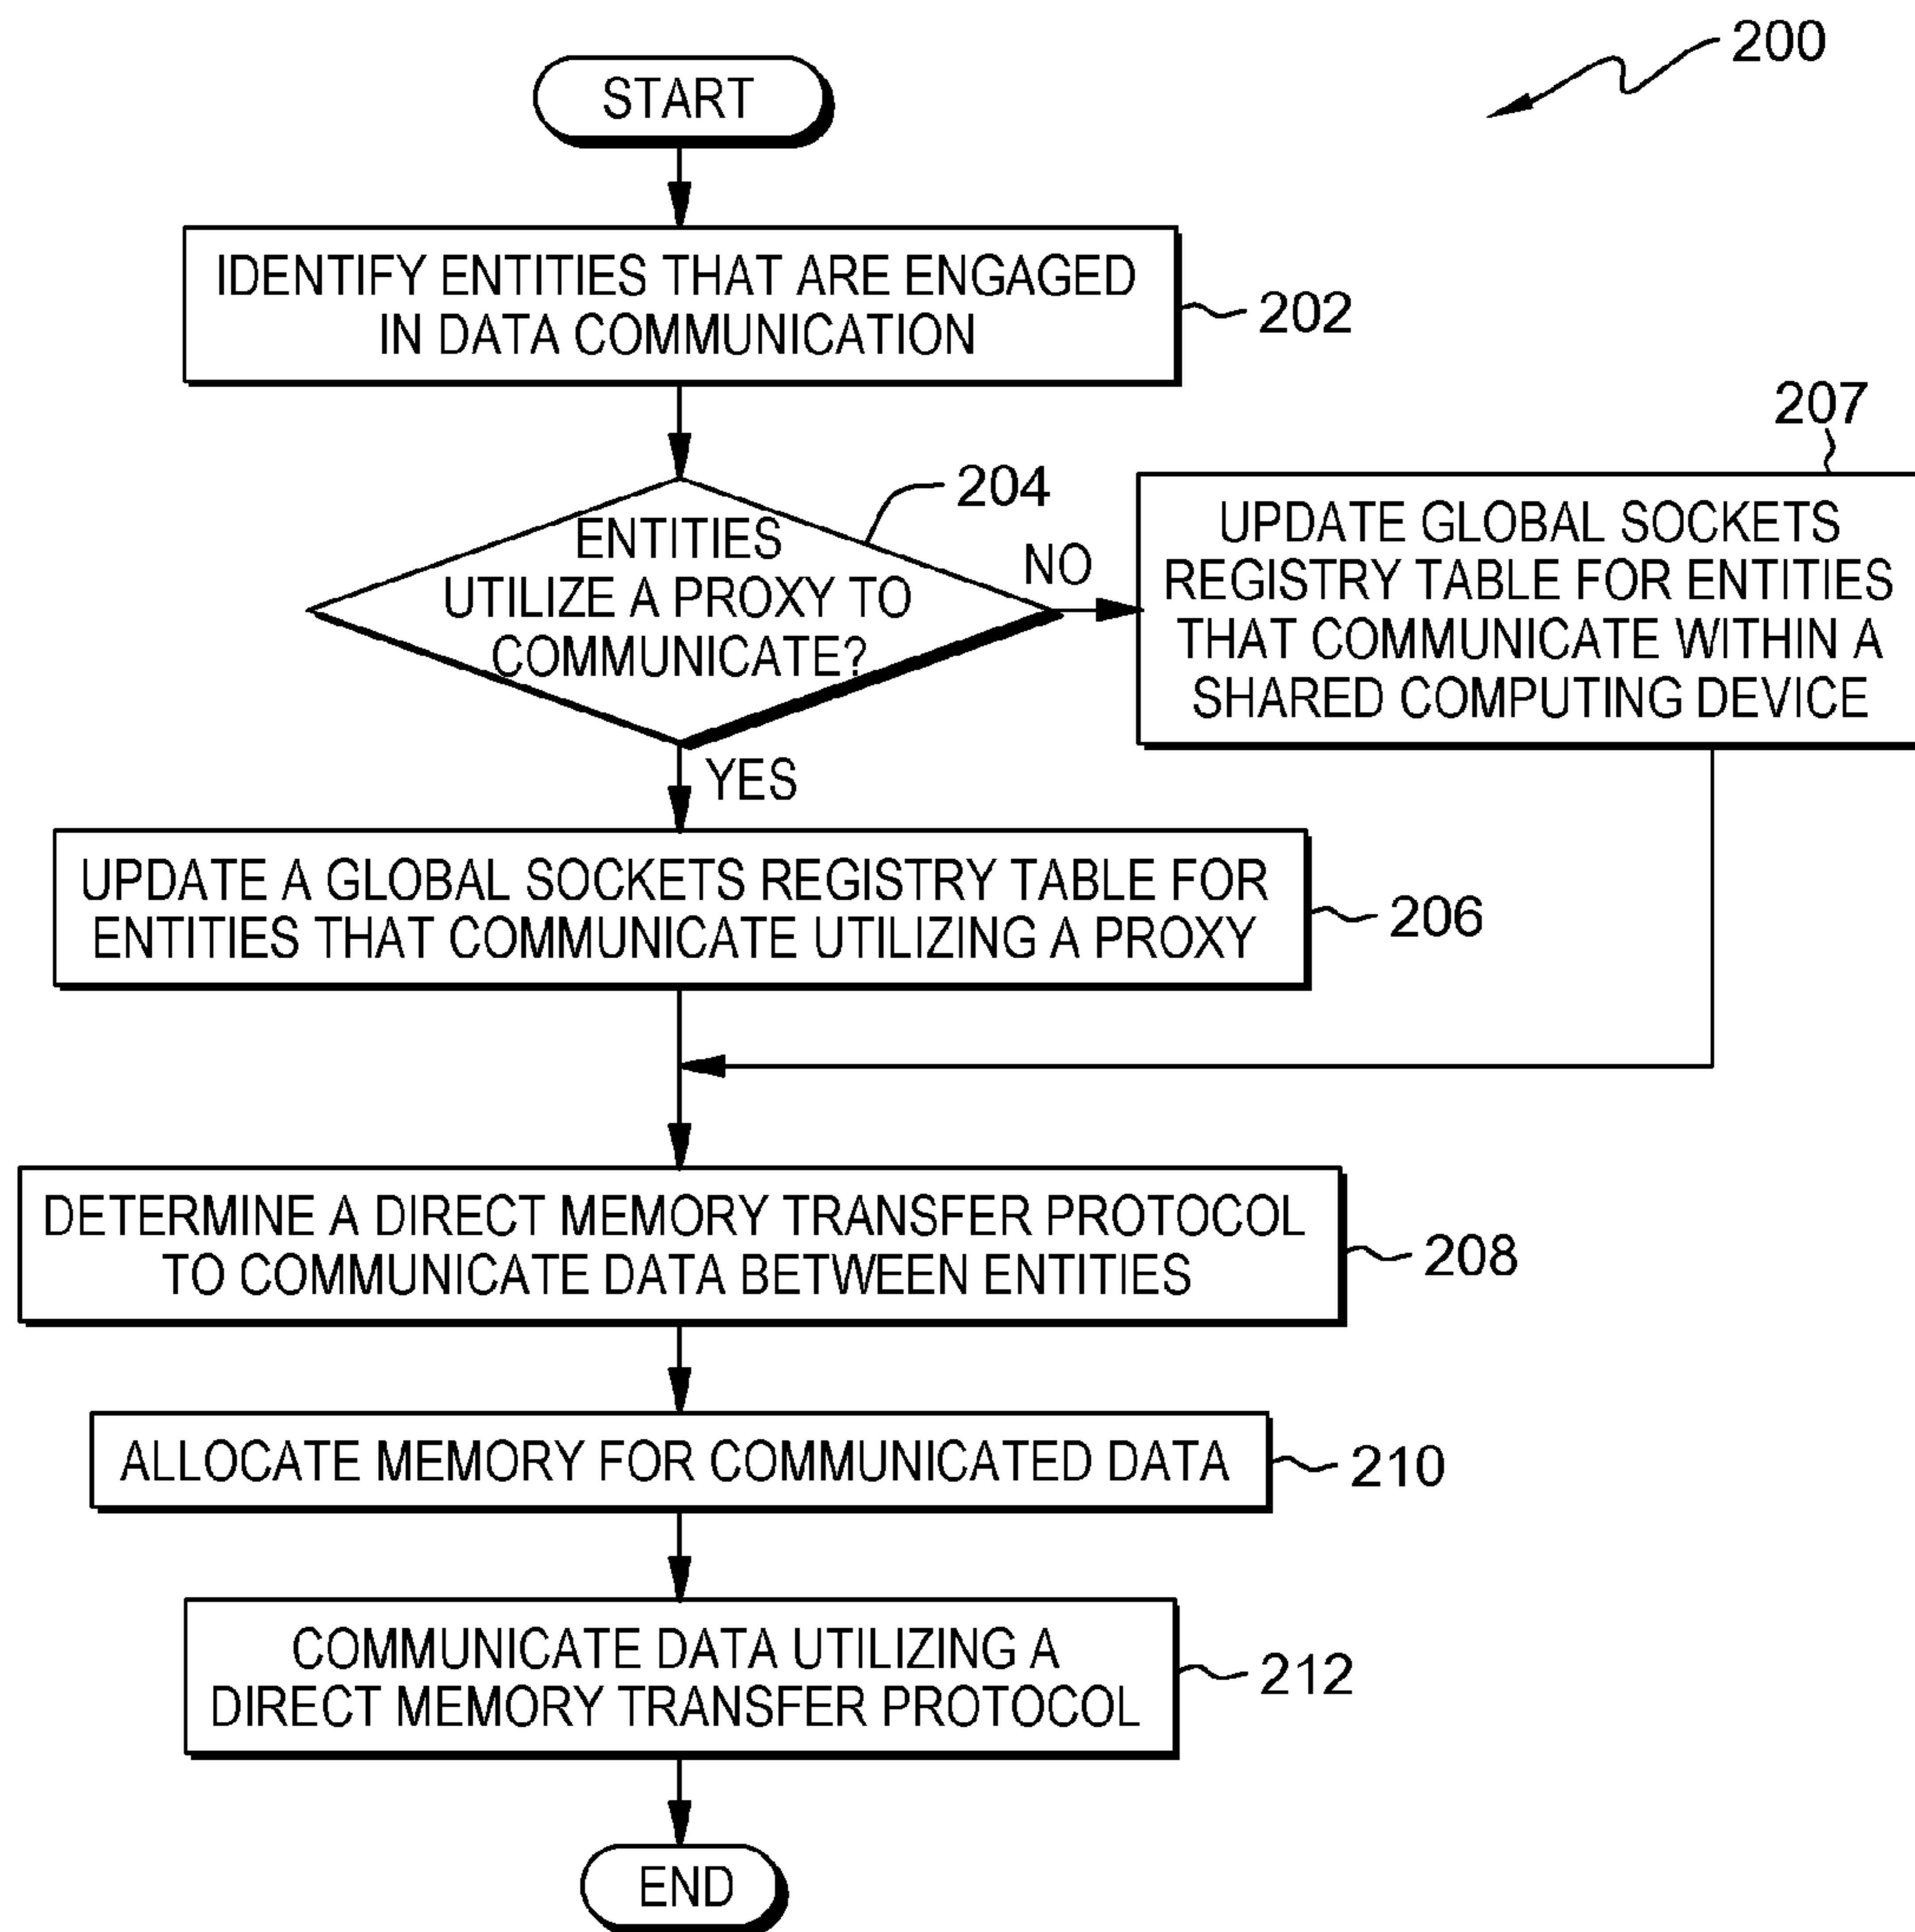 200
START
IDENTIFY ENTITIES THAT ARE ENGAGED
IN DATA COMMUNICATION
202
204
ENTITIES
UTILIZE A PROXY TO
COMMUNICATE?
NO
207
UPDATE GLOBAL SOCKETS
REGISTRY TABLE FOR ENTITIES
THAT COMMUNICATE WITHIN A
SHARED COMPUTING DEVICE
YES
UPDATE A GLOBAL SOCKETS REGISTRY TABLE FOR
ENTITIES THAT COMMUNICATE UTILIZING A PROXY
206
DETERMINE A DIRECT MEMORY TRANSFER PROTOCOL
TO COMMUNICATE DATA BETWEEN ENTITIES
208
ALLOCATE MEMORY FOR COMMUNICATED DATA
210
COMMUNICATE DATA UTILIZING A
DIRECT MEMORY TRANSFER PROTOCOL
212
END